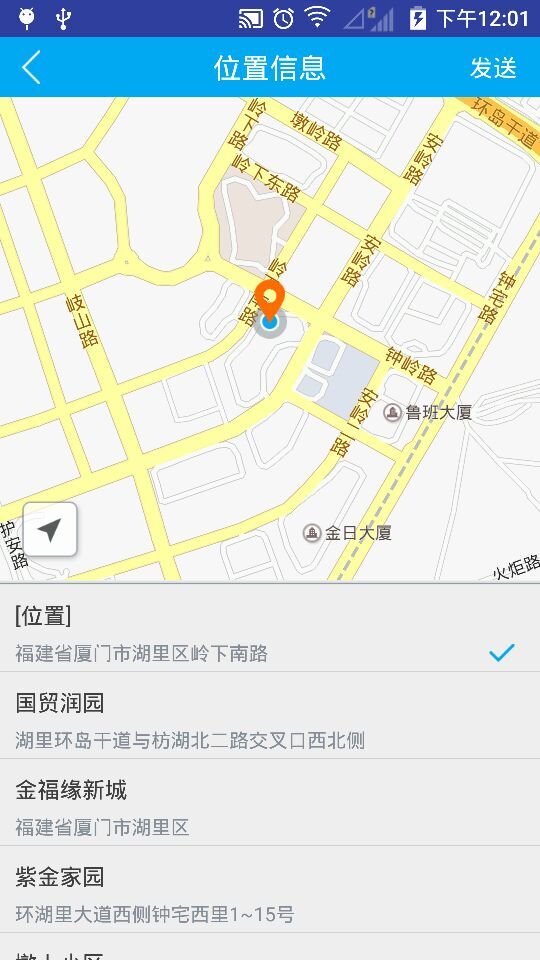 下午12:01
位置信息
发送
环岛干道
岭下路
墩岭路
安岭路
岭下东路
安岭路
钟宅路
岐山路
钟岭路
安岭二路
鲁班大厦
金日大厦
护安路
火炬路
[位置]
福建省厦门市湖里区岭下南路
国贸润园
湖里环岛干道与枋湖北二路交叉口西北侧
金福缘新城
福建省厦门市湖里区
紫金家园
环湖里大道西侧钟宅西里1~15号